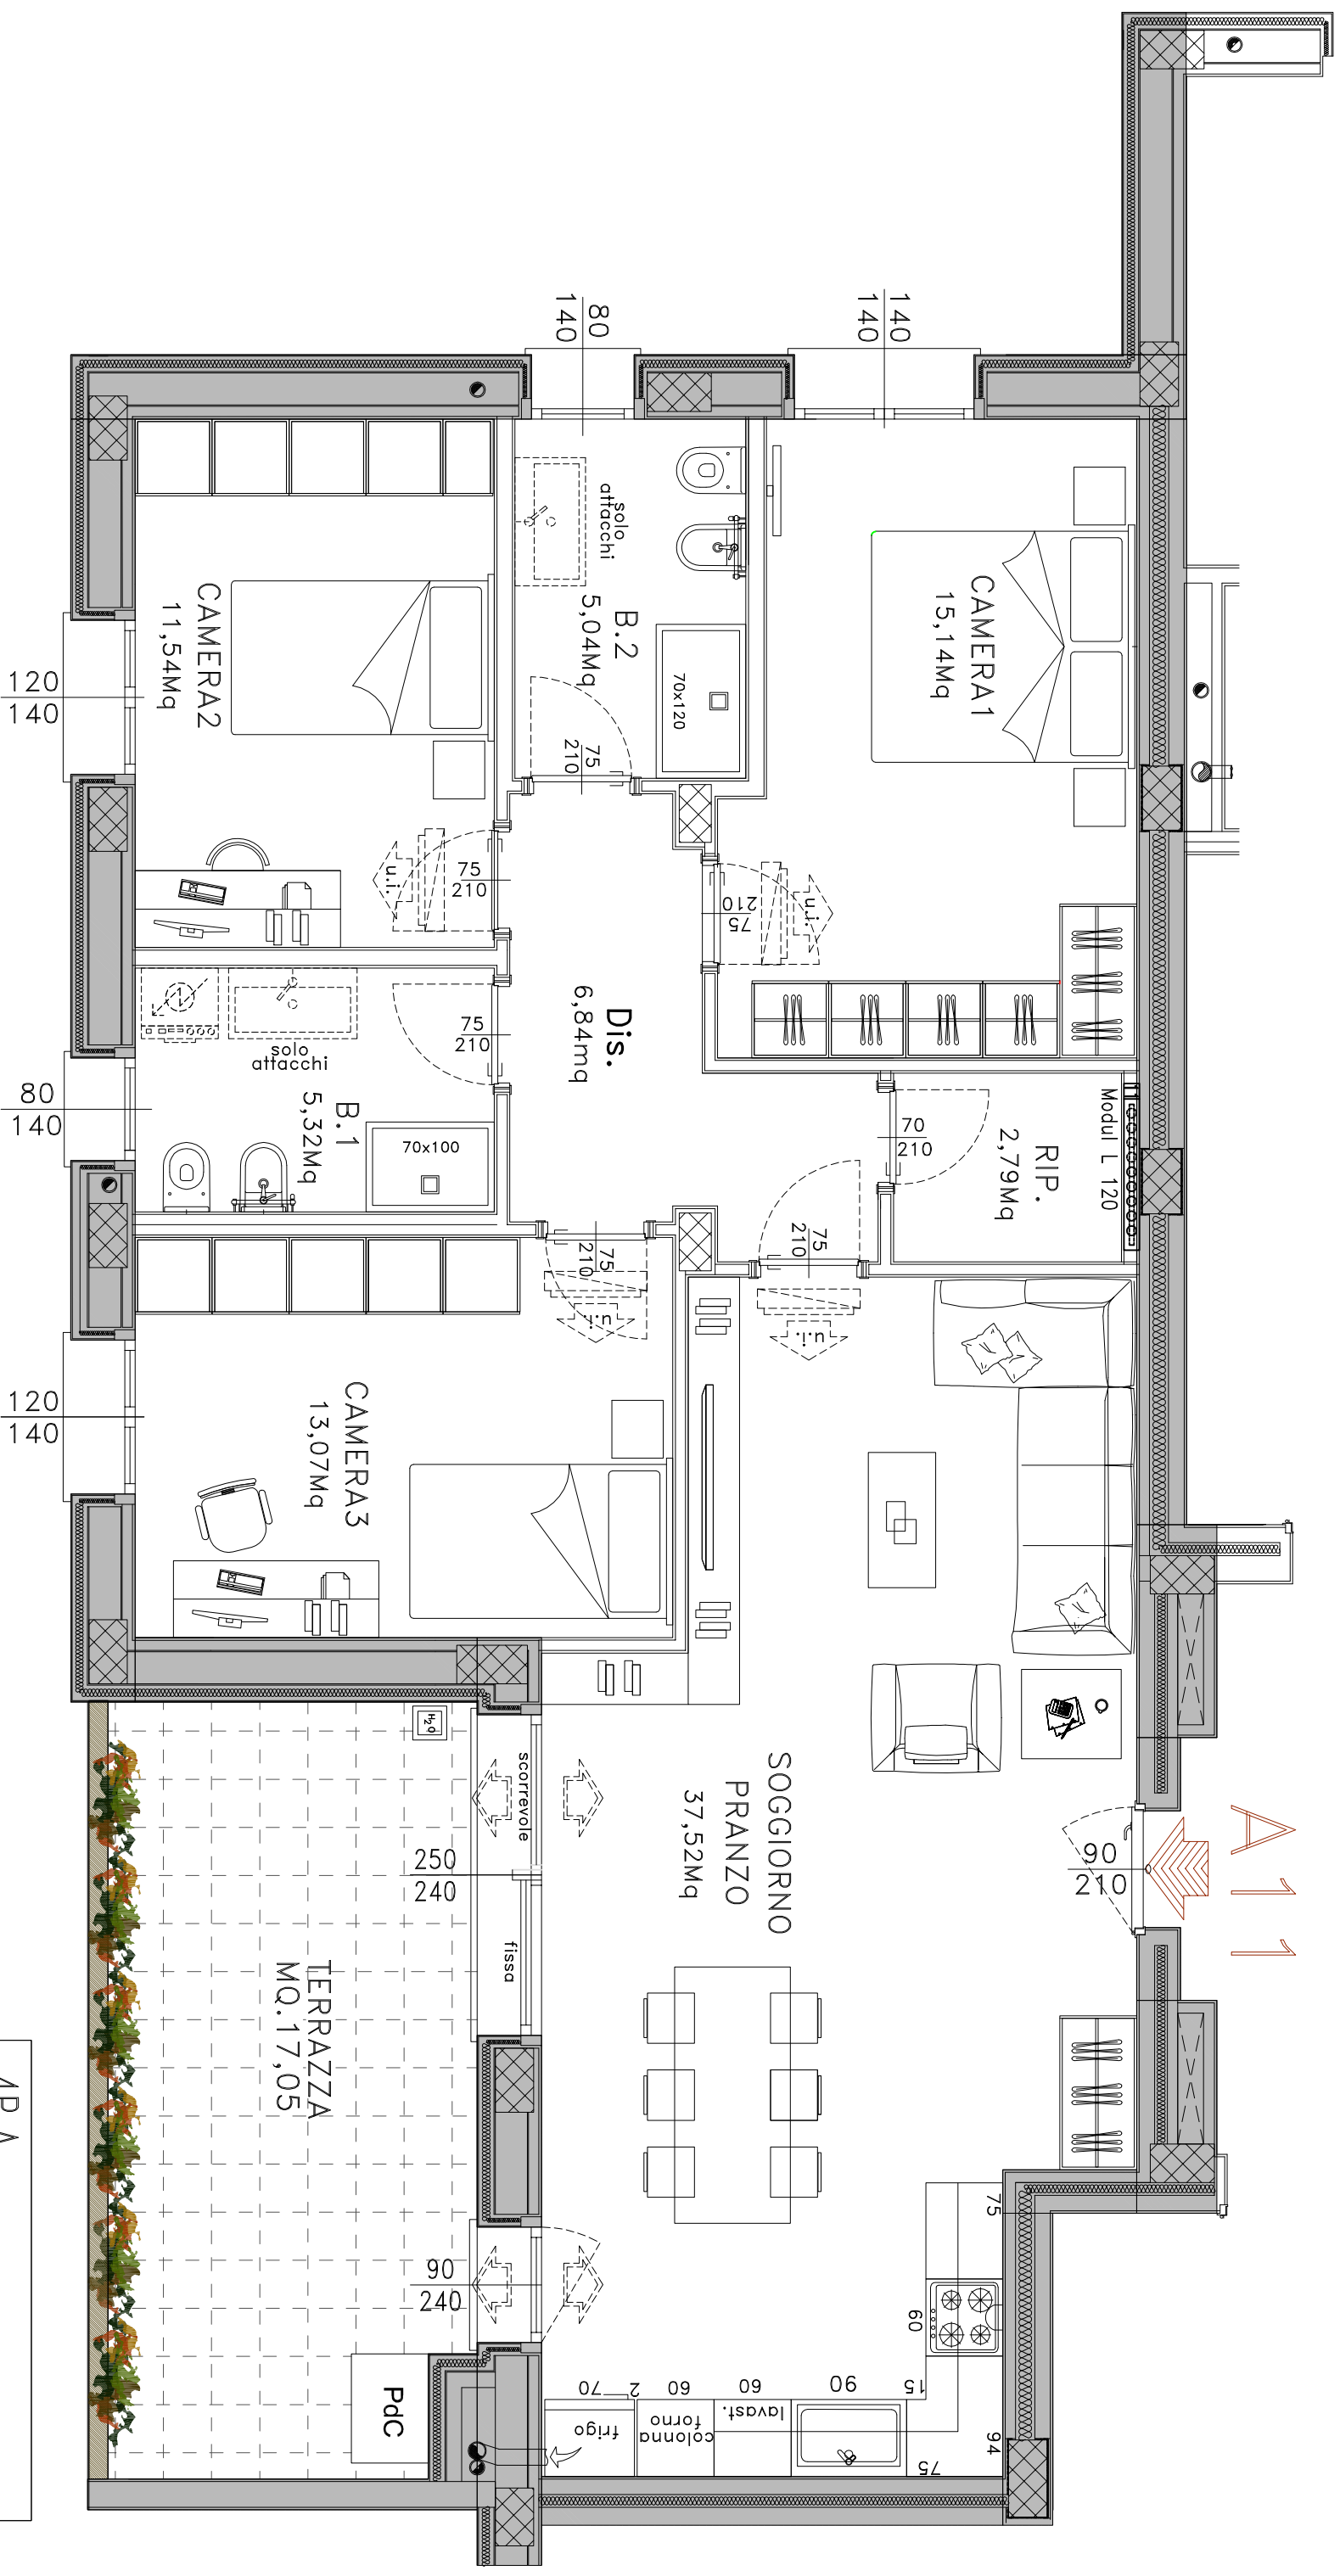 A 11
90
210
140
140
80
140
CAMERA1
15,14Mq
B.2
5,04Mq
solo
attacchi
70x120
75
210
CAMERA2
11,54Mq
120
140
u.i.
75
210
u.i.
75
210
Dis.
6,84mq
75
210
solo
attacchi
B.1
5,32Mq
70x100
80
140
RIP.
2,79Mq
Modul L 120
70
210
75
210
u.i.
75
210
u.i.
CAMERA3
13,07Mq
120
140
SOGGIORNO
PRANZO
37,52Mq
H2O
scorrevole
fissa
250
240
TERRAZZA
MQ.17,05
90
240
PdC
75
60
94
15
75
90
60
lavast.
60
colonna
forno
2
70
frigo